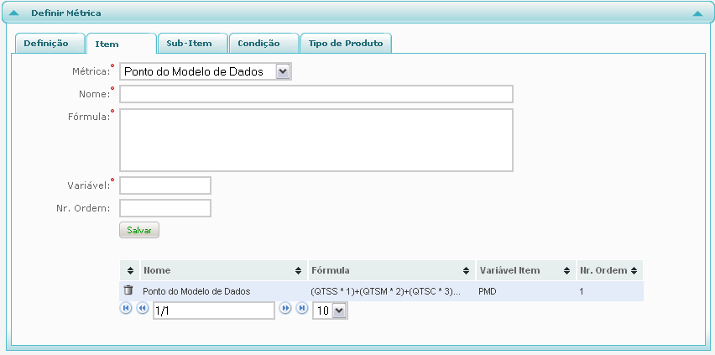 Definir Métrica
Definição Item Sub-Item Condição Tipo de Produto
Métrica:* Ponto do Modelo de Dados
Nome:*
Fórmula:*
Variável:*
Nr. Ordem:
Salvar
Nome Fórmula Variável Item Nr. Ordem
Ponto do Modelo de Dados (QTSS * 1)+(QTSM * 2)+(QTSC * 3)... PMD 1
1/1 10